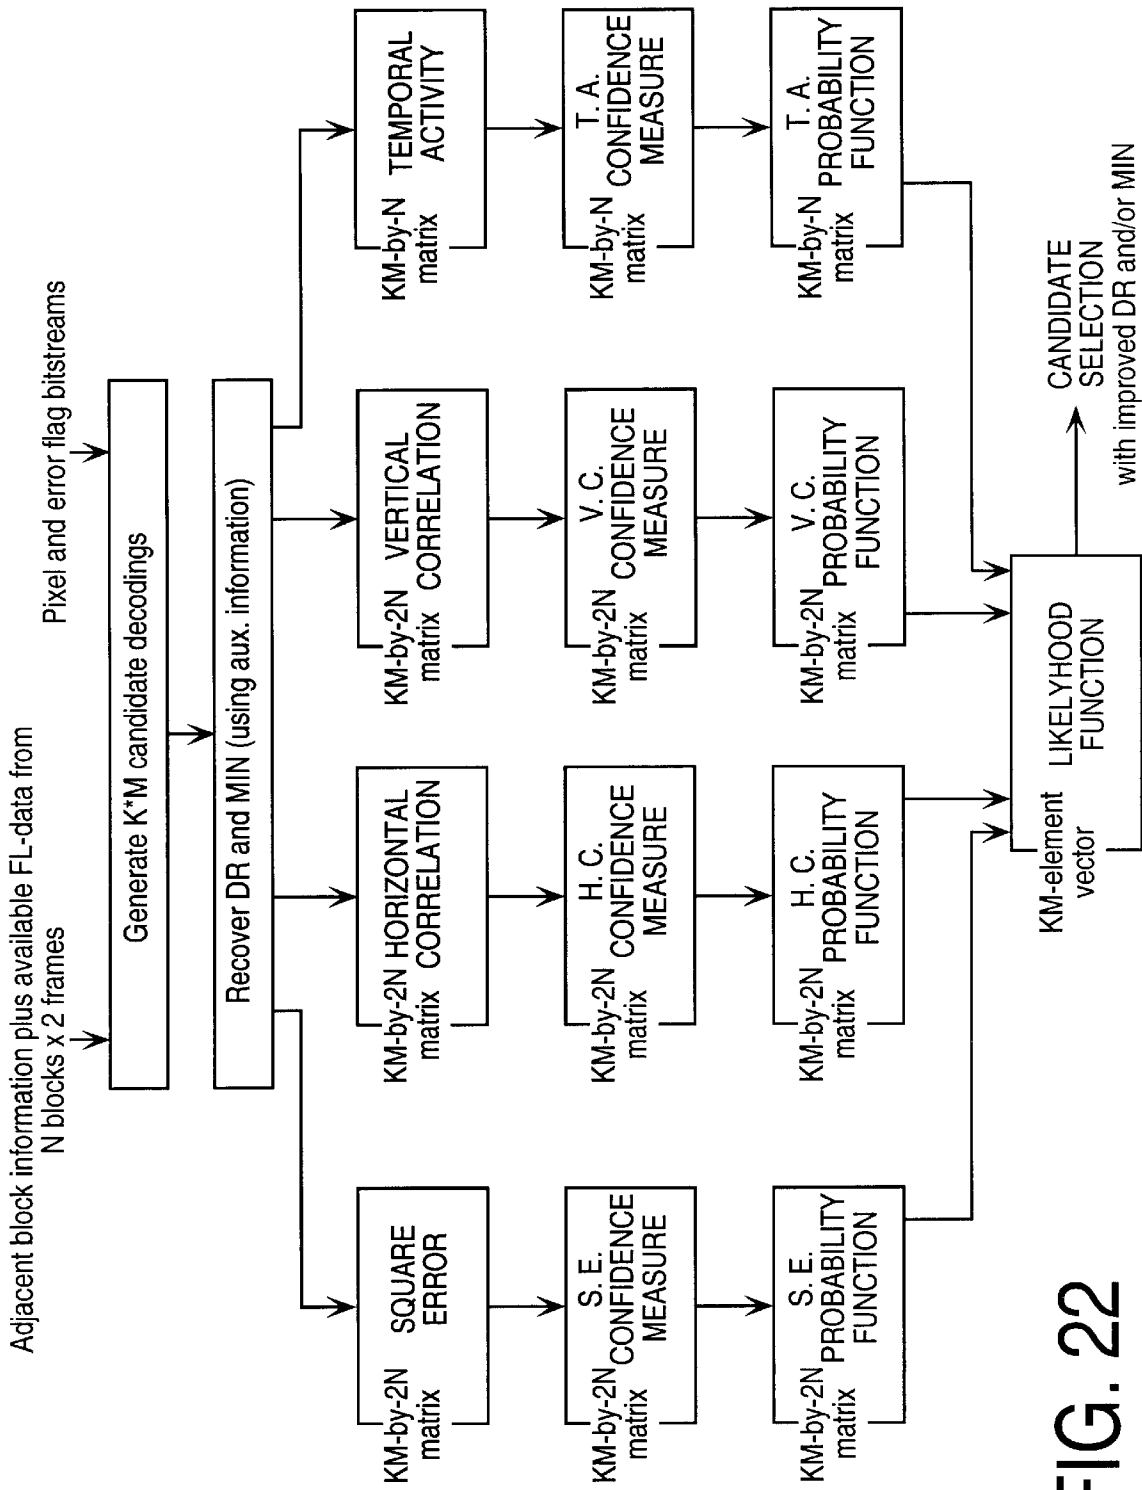 Adjacent block information plus available FL-data from
N blocks x 2 frames
Pixel and error flag bitstreams
Generate K*M candidate decodings
Recover DR and MIN (using aux. information)
KM-by-2N
matrix
SQUARE
ERROR
KM-by-2N
matrix
HORIZONTAL
CORRELATION
KM-by-2N
matrix
VERTICAL
CORRELATION
KM-by-N
matrix
TEMPORAL
ACTIVITY
KM-by-2N
matrix
S. E.
CONFIDENCE
MEASURE
KM-by-2N
matrix
H. C.
CONFIDENCE
MEASURE
KM-by-2N
matrix
V. C.
CONFIDENCE
MEASURE
KM-by-N
matrix
T. A.
CONFIDENCE
MEASURE
KM-by-2N
matrix
S. E.
PROBABILITY
FUNCTION
KM-by-2N
matrix
H. C.
PROBABILITY
FUNCTION
KM-by-2N
matrix
V. C.
PROBABILITY
FUNCTION
KM-by-N
matrix
T. A.
PROBABILITY
FUNCTION
KM-element
vector
LIKELYHOOD
FUNCTION
CANDIDATE
SELECTION
with improved DR and/or MIN
FIG. 22